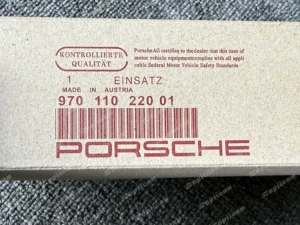 KONTROLLIERTE
QUALITÄT
Porsche AG certifies to the dealer that this item of
motor vehicle equipment complies with all appli
cable federal Motor Vehicle Safety Standards
1 EINSATZ
MADE IN AUSTRIA
970 110 220 01
PORSCHE